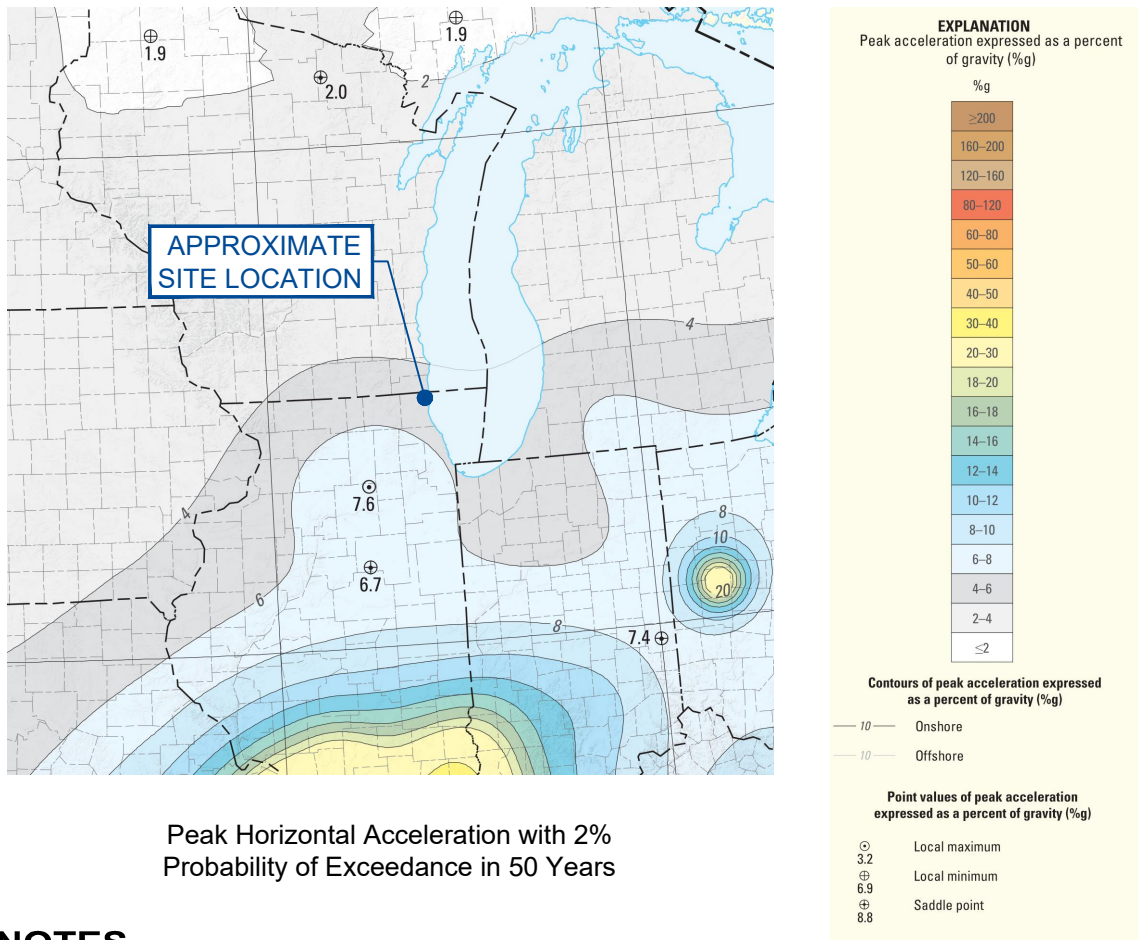 1.9
1.9
2.0
2
APPROXIMATE
SITE LOCATION
4
7.6
4
6.7
6
8
10
20
8
7.4
Peak Horizontal Acceleration with 2%
Probability of Exceedance in 50 Years
EXPLANATION
Peak acceleration expressed as a percent
of gravity (%g)
%g
≥200
160–200
120–160
80–120
60–80
50–60
40–50
30–40
20–30
18–20
16–18
14–16
12–14
10–12
8–10
6–8
4–6
2–4
≤2
Contours of peak acceleration expressed
as a percent of gravity (%g)
10 Onshore
10 Offshore
Point values of peak acceleration
expressed as a percent of gravity (%g)
Local maximum
3.2
Local minimum
6.9
Saddle point
8.8
NOTES